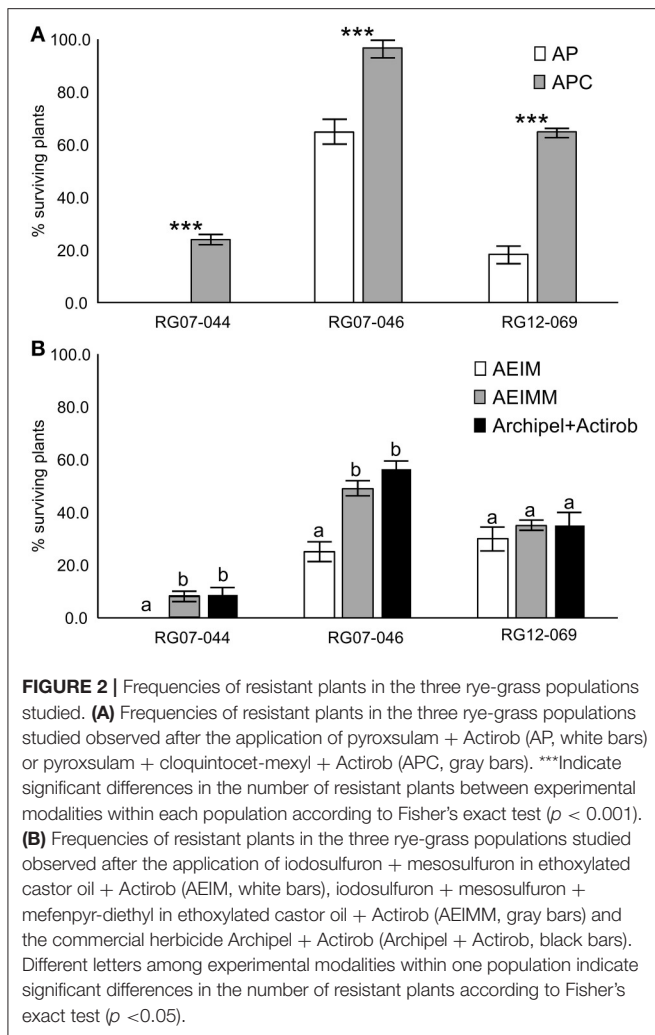 A
100.0
80.0
60.0
40.0
20.0
0.0
% surviving plants
***
***
***
AP
APC
RG07-044 RG07-046 RG12-069
B
100.0
80.0
60.0
40.0
20.0
0.0
% surviving plants
AEIM
AEIMM
Archipel+Actirob
a b b
a b b
a a a
RG07-044 RG07-046 RG12-069
FIGURE 2 | Frequencies of resistant plants in the three rye-grass populations
studied. (A) Frequencies of resistant plants in the three rye-grass populations
studied observed after the application of pyroxsulam + Actirob (AP, white bars)
or pyroxsulam + cloquintocet-mexyl + Actirob (APC, gray bars). ***Indicate
significant differences in the number of resistant plants between experimental
modalities within each population according to Fisher's exact test (p < 0.001).
(B) Frequencies of resistant plants in the three rye-grass populations studied
observed after the application of iodosulfuron + mesosulfuron in ethoxylated
castor oil + Actirob (AEIM, white bars), iodosulfuron + mesosulfuron +
mefenpyr-diethyl in ethoxylated castor oil + Actirob (AEIMM, gray bars) and
the commercial herbicide Archipel + Actirob (Archipel + Actirob, black bars).
Different letters among experimental modalities within one population indicate
significant differences in the number of resistant plants according to Fisher's
exact test (p <0.05).